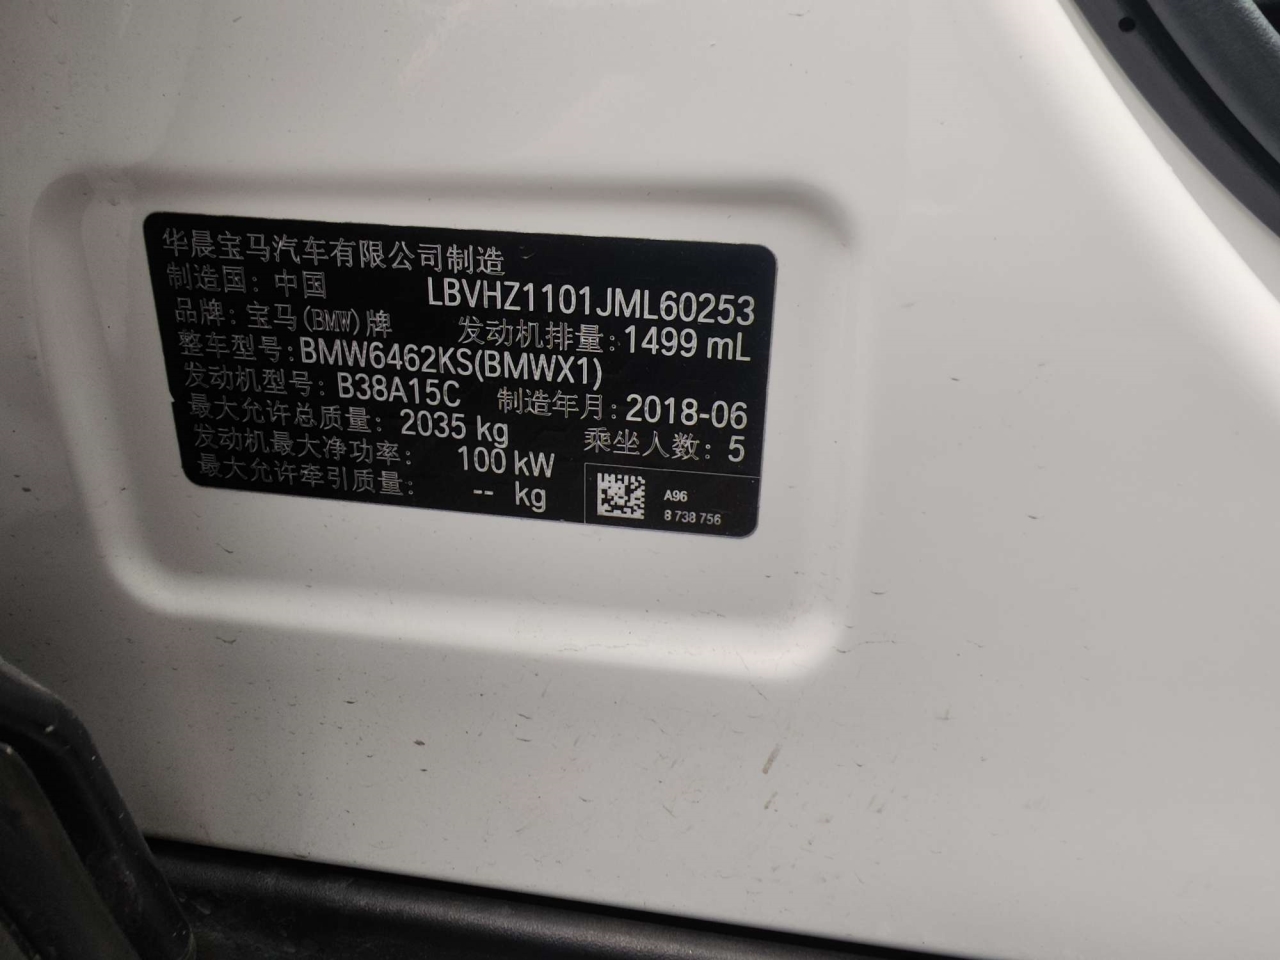 华晨宝马汽车有限公司制造
制造国：中国 LBVHZ1101JML60253
品牌：宝马(BMW)牌 发动机排量：1499 mL
整车型号：BMW6462KS(BMWX1)
发动机型号：B38A15C 制造年月：2018-06
最大允许总质量：2035 kg 乘坐人数：5
发动机最大净功率：100 kW
最大允许牵引质量：-- kg
A96
8 738 756